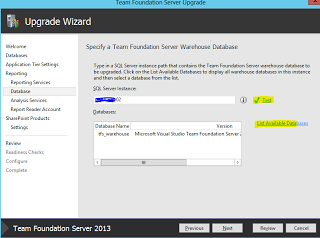 Team Foundation Server Upgrade
Upgrade Wizard
Welcome
Databases
Application Tier Settings
Reporting
Reporting Services
Database
Analysis Services
Report Reader Account
SharePoint Products
Settings
Review
Readiness Checks
Configure
Complete
Specify a Team Foundation Server Warehouse Database
Type in a SQL Server instance path that contains the Team Foundation Server warehouse database to
be upgraded. Click on the List Available Databases to display all warehouse databases in this instance
and then select a database from the list.
SQL Server Instance:
02
Test
Databases:
List Available Databases
Database Name Version
tfs_warehouse Microsoft Visual Studio Team Foundation Server 2
Team Foundation Server 2013
Previous Next Review Cancel